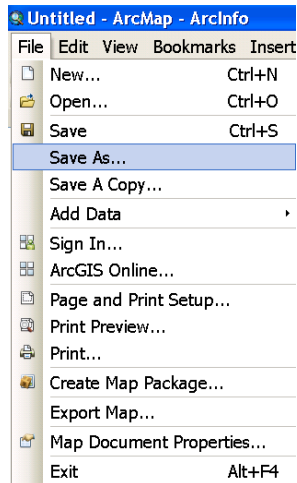 Untitled - ArcMap - ArcInfo
File Edit View Bookmarks Insert
New... Ctrl+N
Open... Ctrl+O
Save Ctrl+S
Save As...
Save A Copy...
Add Data
Sign In...
ArcGIS Online...
Page and Print Setup...
Print Preview...
Print...
Create Map Package...
Export Map...
Map Document Properties...
Exit Alt+F4